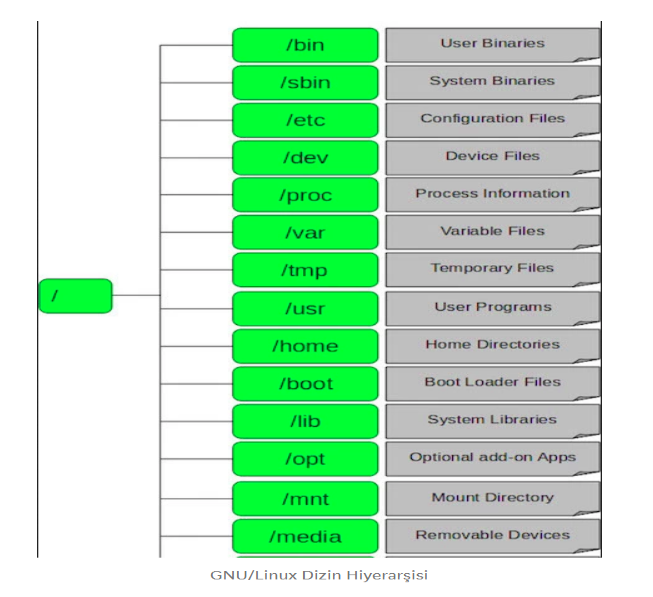 /bin User Binaries
/sbin System Binaries
/etc Configuration Files
/dev Device Files
/proc Process Information
/var Variable Files
/tmp Temporary Files
/
/usr User Programs
/home Home Directories
/boot Boot Loader Files
/lib System Libraries
/opt Optional add-on Apps
/mnt Mount Directory
/media Removable Devices
GNU/Linux Dizin Hiyerarşisi